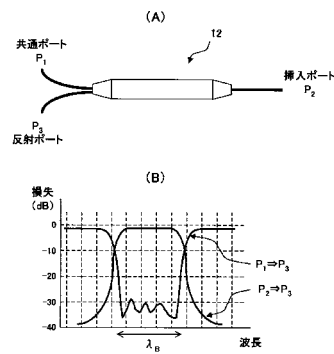 (A)
12
共通ポート
P1
挿入ポート
P2
P3
反射ポート
(B)
損失
(dB)
0
-10
-20
-30
-40
P1⇒P3
P2⇒P3
λB
波長